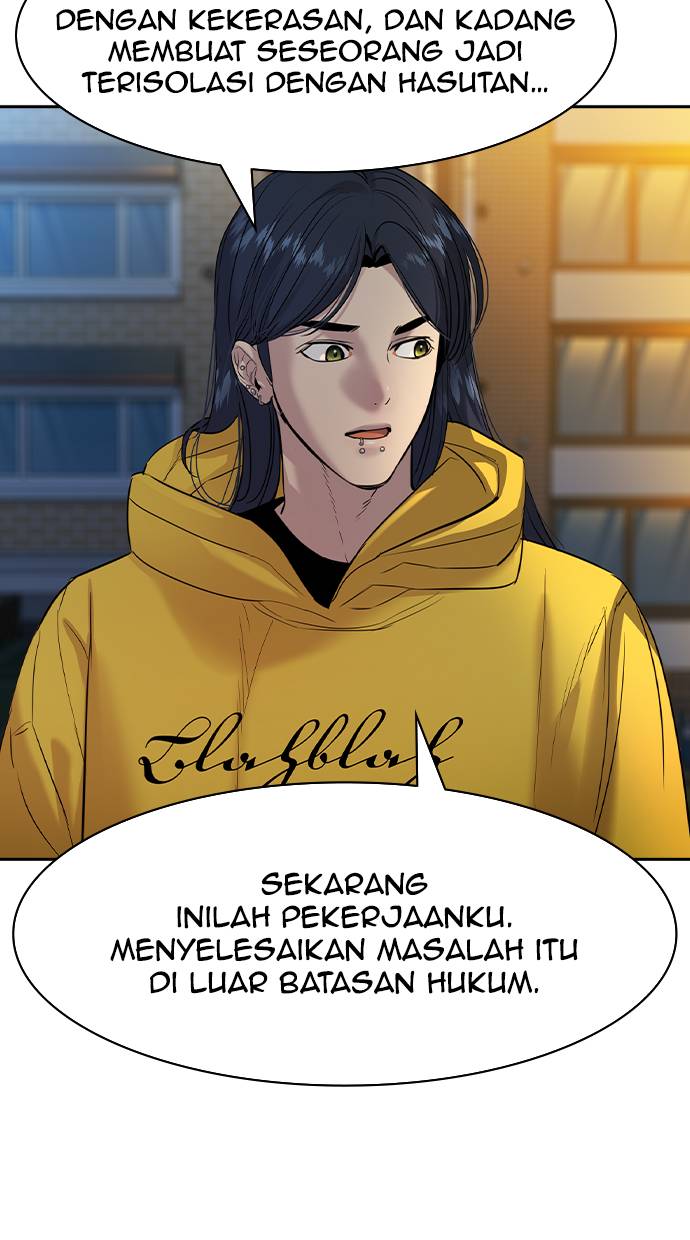 DENGAN KEKERASAN, DAN KADANG
MEMBUAT SESEORANG JADI
TERISOLASI DENGAN HASUTAN...
Blahblah
SEKARANG
INILAH PEKERJAANKU.
MENYELESAIKAN MASALAH ITU
DI LUAR BATASAN HUKUM.